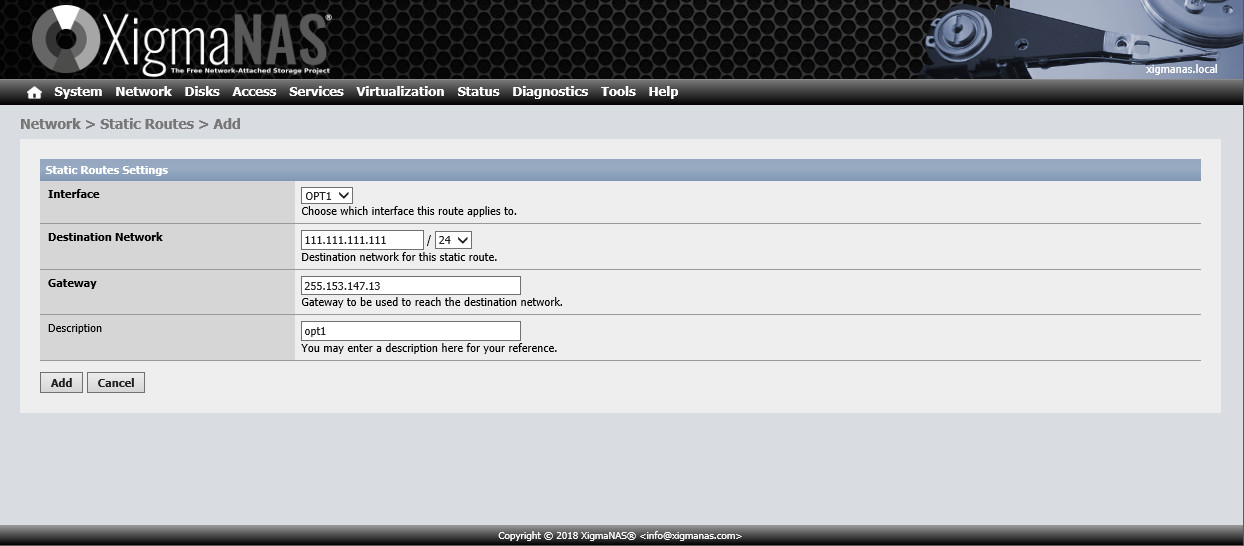 XigmaNAS®
The Free Network-Attached Storage Project
xigmanas.local
System Network Disks Access Services Virtualization Status Diagnostics Tools Help
Network > Static Routes > Add
Static Routes Settings
Interface
OPT1
Choose which interface this route applies to.
Destination Network
111.111.111.111 / 24
Destination network for this static route.
Gateway
255.153.147.13
Gateway to be used to reach the destination network.
Description
opt1
You may enter a description here for your reference.
Add Cancel
Copyright © 2018 XigmaNAS® <info@xigmanas.com>